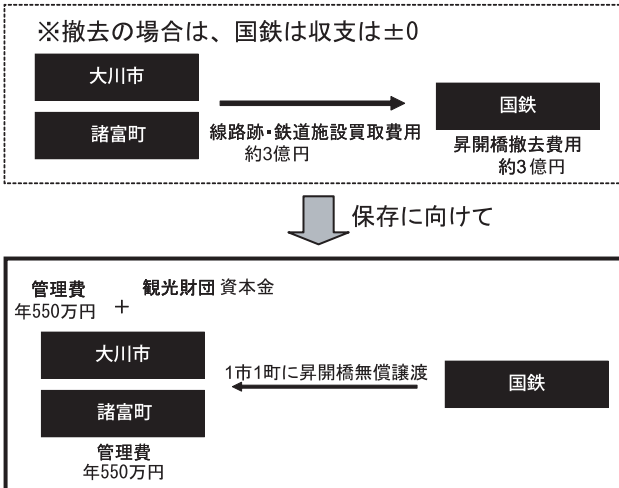 ※撤去の場合は、国鉄は収支は±0
大川市
諸富町
線路跡・鉄道施設買取費用
約3億円
国鉄
昇開橋撤去費用
約3億円
保存に向けて
管理費
年550万円
+
観光財団 資本金
大川市
諸富町
管理費
年550万円
1市1町に昇開橋無償譲渡
国鉄